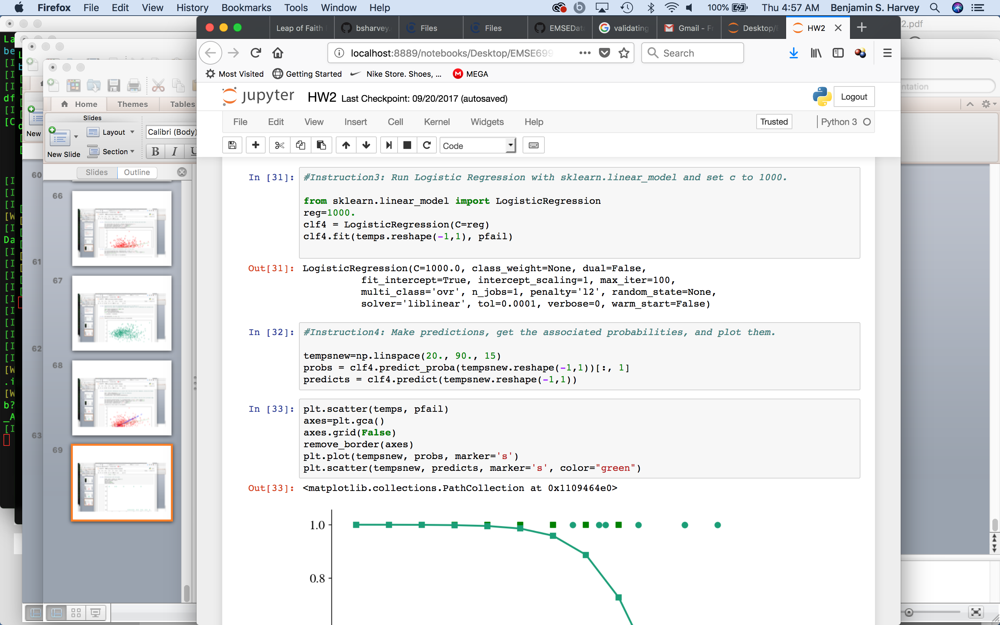 Firefox File Edit View History Bookmarks Tools Window Help 100% Thu 4:57 AM Benjamin S. Harvey
Leap of Faith bsharvey. Files Files EMSEDat validating Gmail - Fr Desktop/E HW2
2.pdf
localhost:8889/notebooks/Desktop/EMSE699 Search
Most Visited Getting Started Nike Store. Shoes, ... MEGA
jupyter HW2 Last Checkpoint: 09/20/2017 (autosaved) Logout
ntation
Home Themes Tables
File Edit View Insert Cell Kernel Widgets Help Trusted Python 3
Slides
New
New Slide Layout Section Calibri (Body) B I U
Code
Slides Outline
60
61
62
63
66
67
68
69
In [31]: #Instruction3: Run Logistic Regression with sklearn.linear_model and set c to 1000.
from sklearn.linear_model import LogisticRegression
reg=1000.
clf4 = LogisticRegression(C=reg)
clf4.fit(temps.reshape(-1,1), pfail)
Out[31]: LogisticRegression(C=1000.0, class_weight=None, dual=False,
fit_intercept=True, intercept_scaling=1, max_iter=100,
multi_class='ovr', n_jobs=1, penalty='l2', random_state=None,
solver='liblinear', tol=0.0001, verbose=0, warm_start=False)
In [32]: #Instruction4: Make predictions, get the associated probabilities, and plot them.
tempsnew=np.linspace(20., 90., 15)
probs = clf4.predict_proba(tempsnew.reshape(-1,1))[:, 1]
predicts = clf4.predict(tempsnew.reshape(-1,1))
In [33]: plt.scatter(temps, pfail)
axes=plt.gca()
axes.grid(False)
remove_border(axes)
plt.plot(tempsnew, probs, marker='s')
plt.scatter(tempsnew, predicts, marker='s', color="green")
Out[33]: <matplotlib.collections.PathCollection at 0x1109464e0>
1.0
0.8